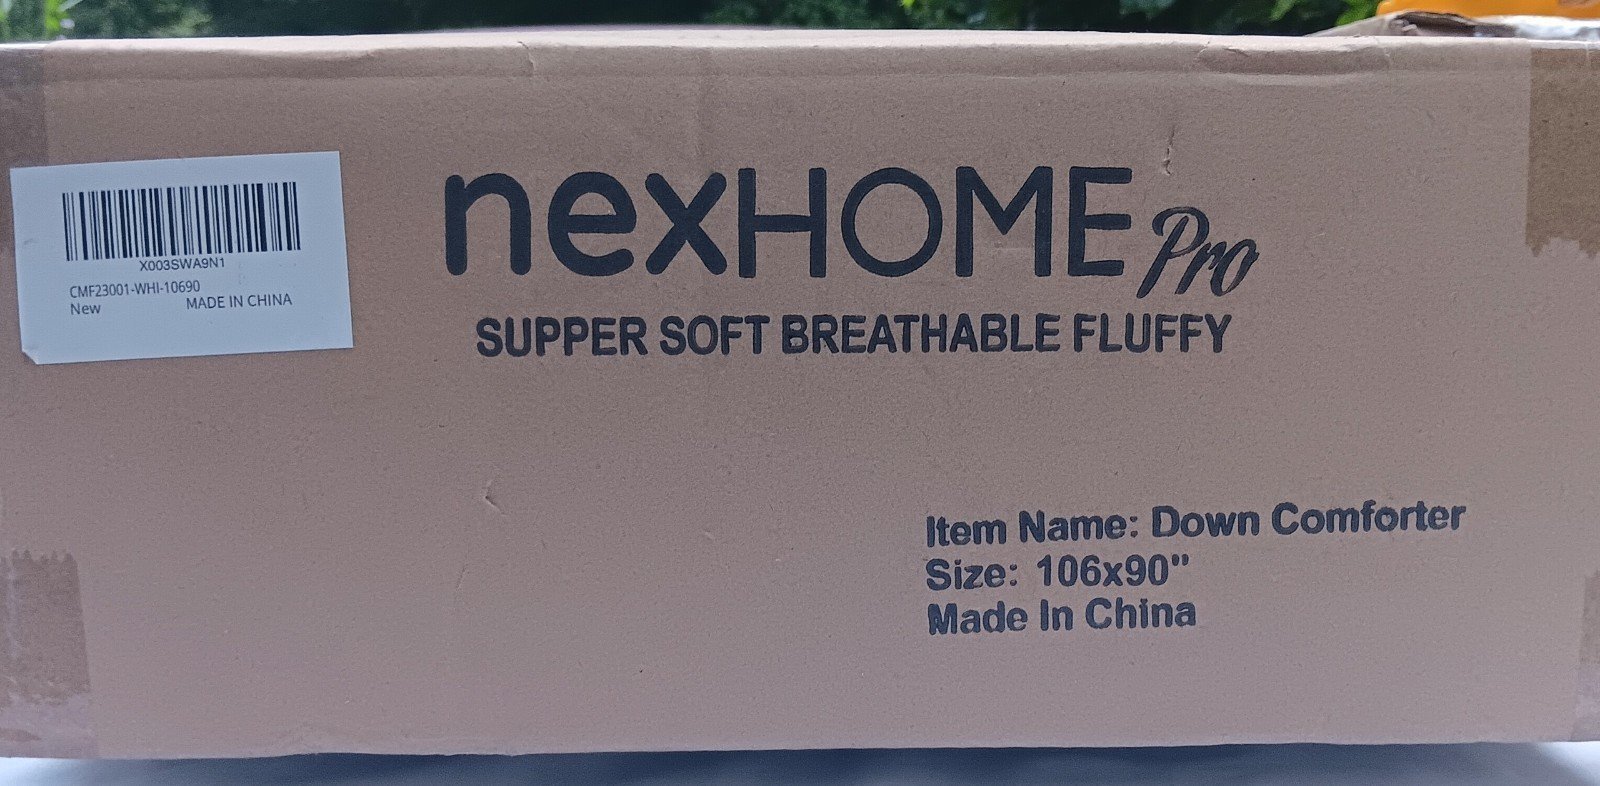 X003SWA9N1
CMF23001-WHI-10690
New MADE IN CHINA
nexHOME Pro
SUPPER SOFT BREATHABLE FLUFFY
Item Name: Down Comforter
Size: 106x90"
Made In China